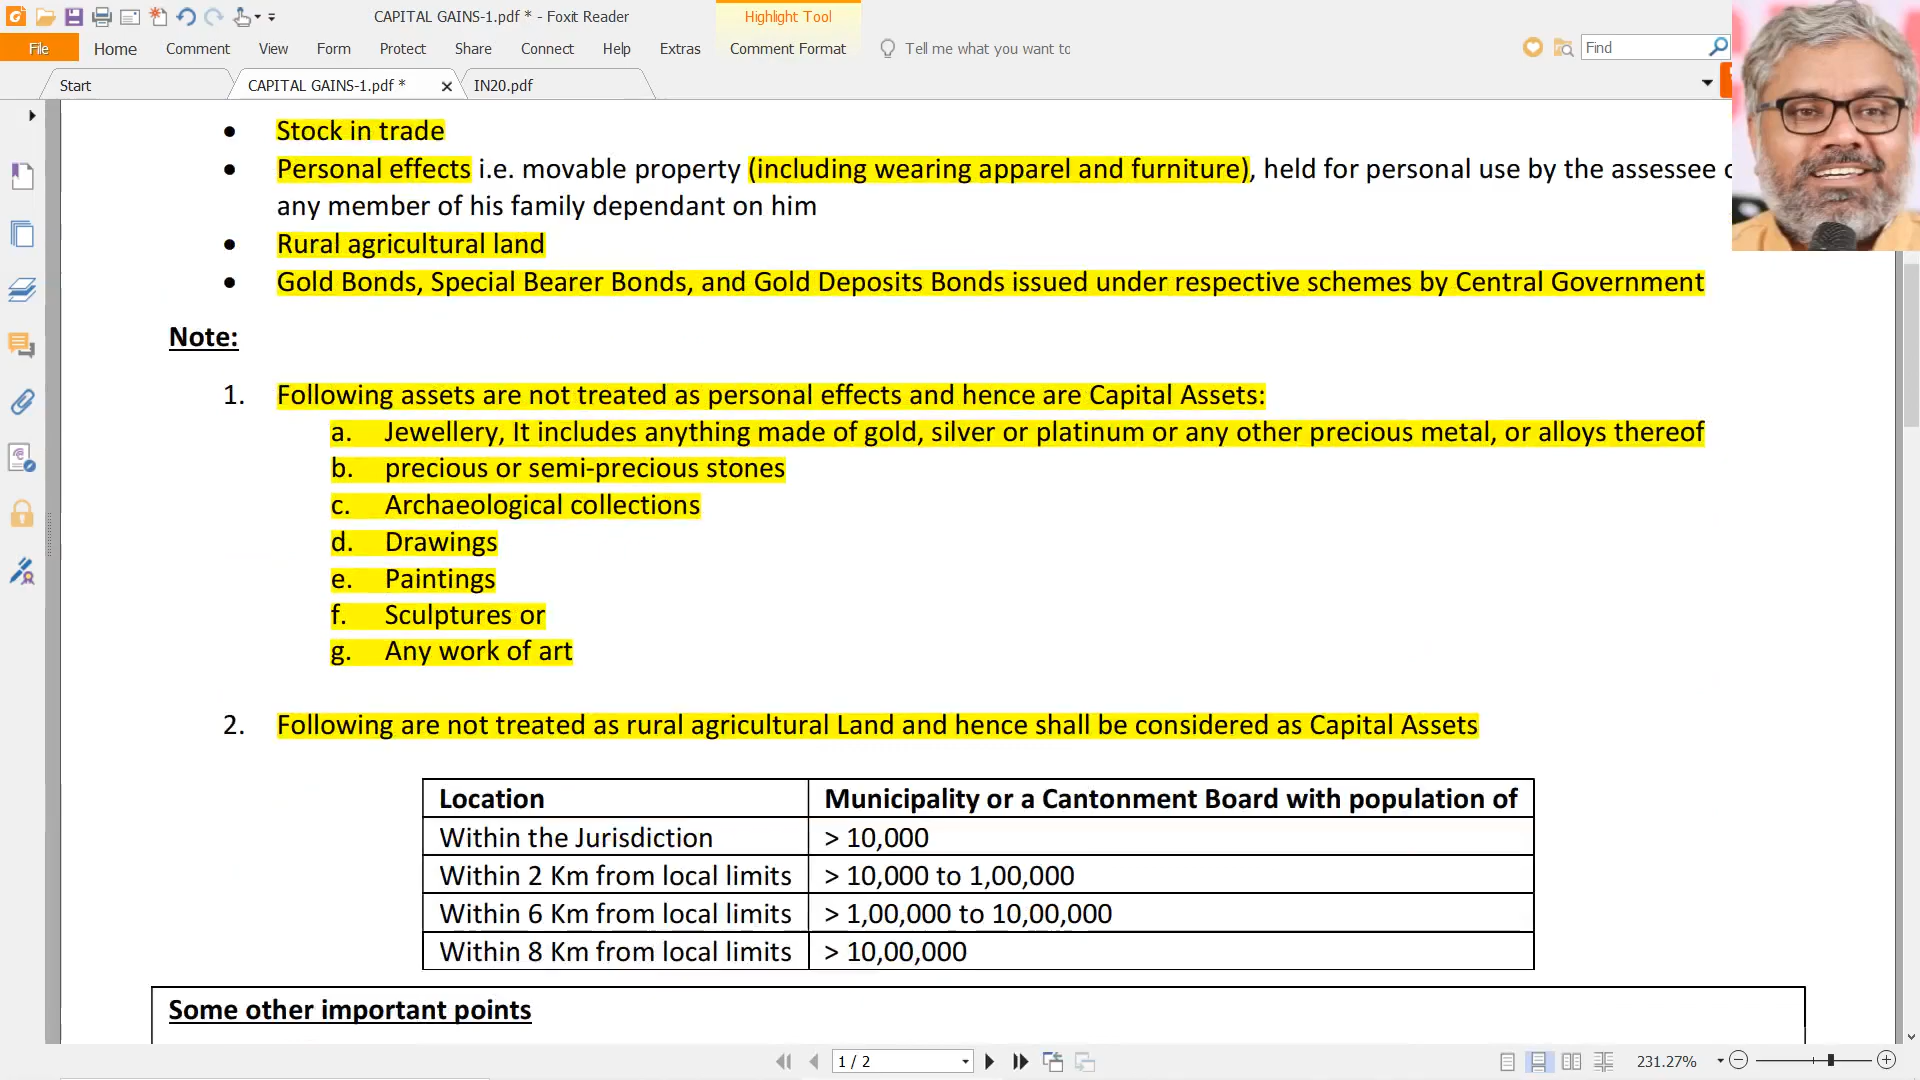 CAPITAL GAINS-1.pdf * - Foxit Reader
Highlight Tool
File Home Comment View Form Protect Share Connect Help Extras Comment Format Tell me what you want to Find
Start CAPITAL GAINS-1.pdf * IN20.pdf
• Stock in trade
• Personal effects i.e. movable property (including wearing apparel and furniture), held for personal use by the assessee
any member of his family dependant on him
• Rural agricultural land
• Gold Bonds, Special Bearer Bonds, and Gold Deposits Bonds issued under respective schemes by Central Government
Note:
1. Following assets are not treated as personal effects and hence are Capital Assets:
a. Jewellery, It includes anything made of gold, silver or platinum or any other precious metal, or alloys thereof
b. precious or semi-precious stones
c. Archaeological collections
d. Drawings
e. Paintings
f. Sculptures or
g. Any work of art
2. Following are not treated as rural agricultural Land and hence shall be considered as Capital Assets
Location Municipality or a Cantonment Board with population of
Within the Jurisdiction > 10,000
Within 2 Km from local limits > 10,000 to 1,00,000
Within 6 Km from local limits > 1,00,000 to 10,00,000
Within 8 Km from local limits > 10,00,000
Some other important points
1 / 2 231.27%